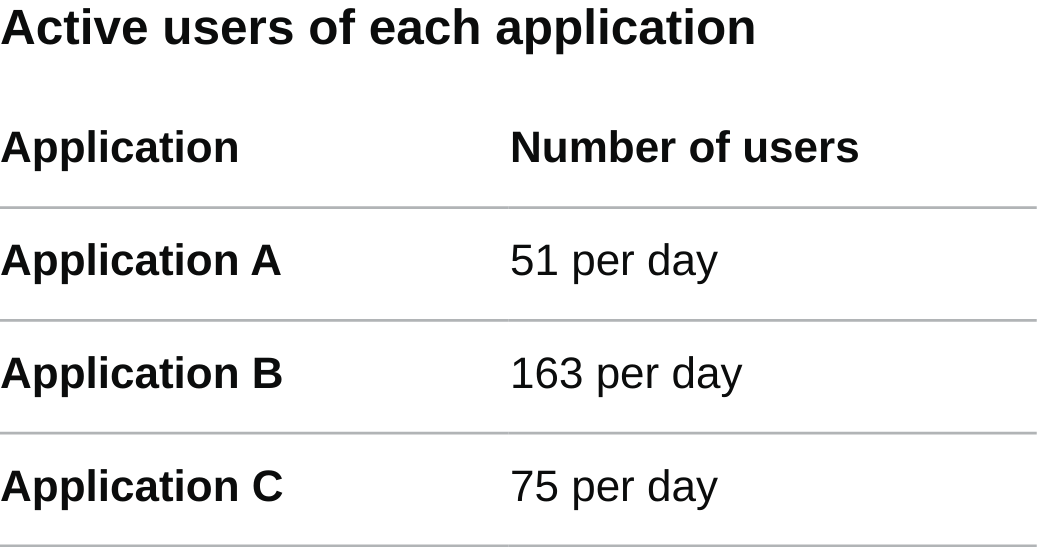 Active users of each application
Application Number of users
Application A 51 per day
Application B 163 per day
Application C 75 per day